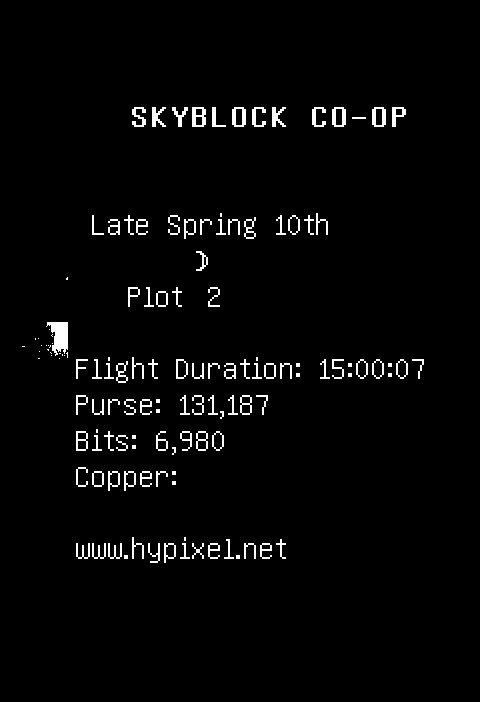 SKYBLOCK CO-OP
Late Spring 10th
☽
Plot 2
Flight Duration: 15:00:07
Purse: 131,187
Bits: 6,980
Copper:
www.hypixel.net